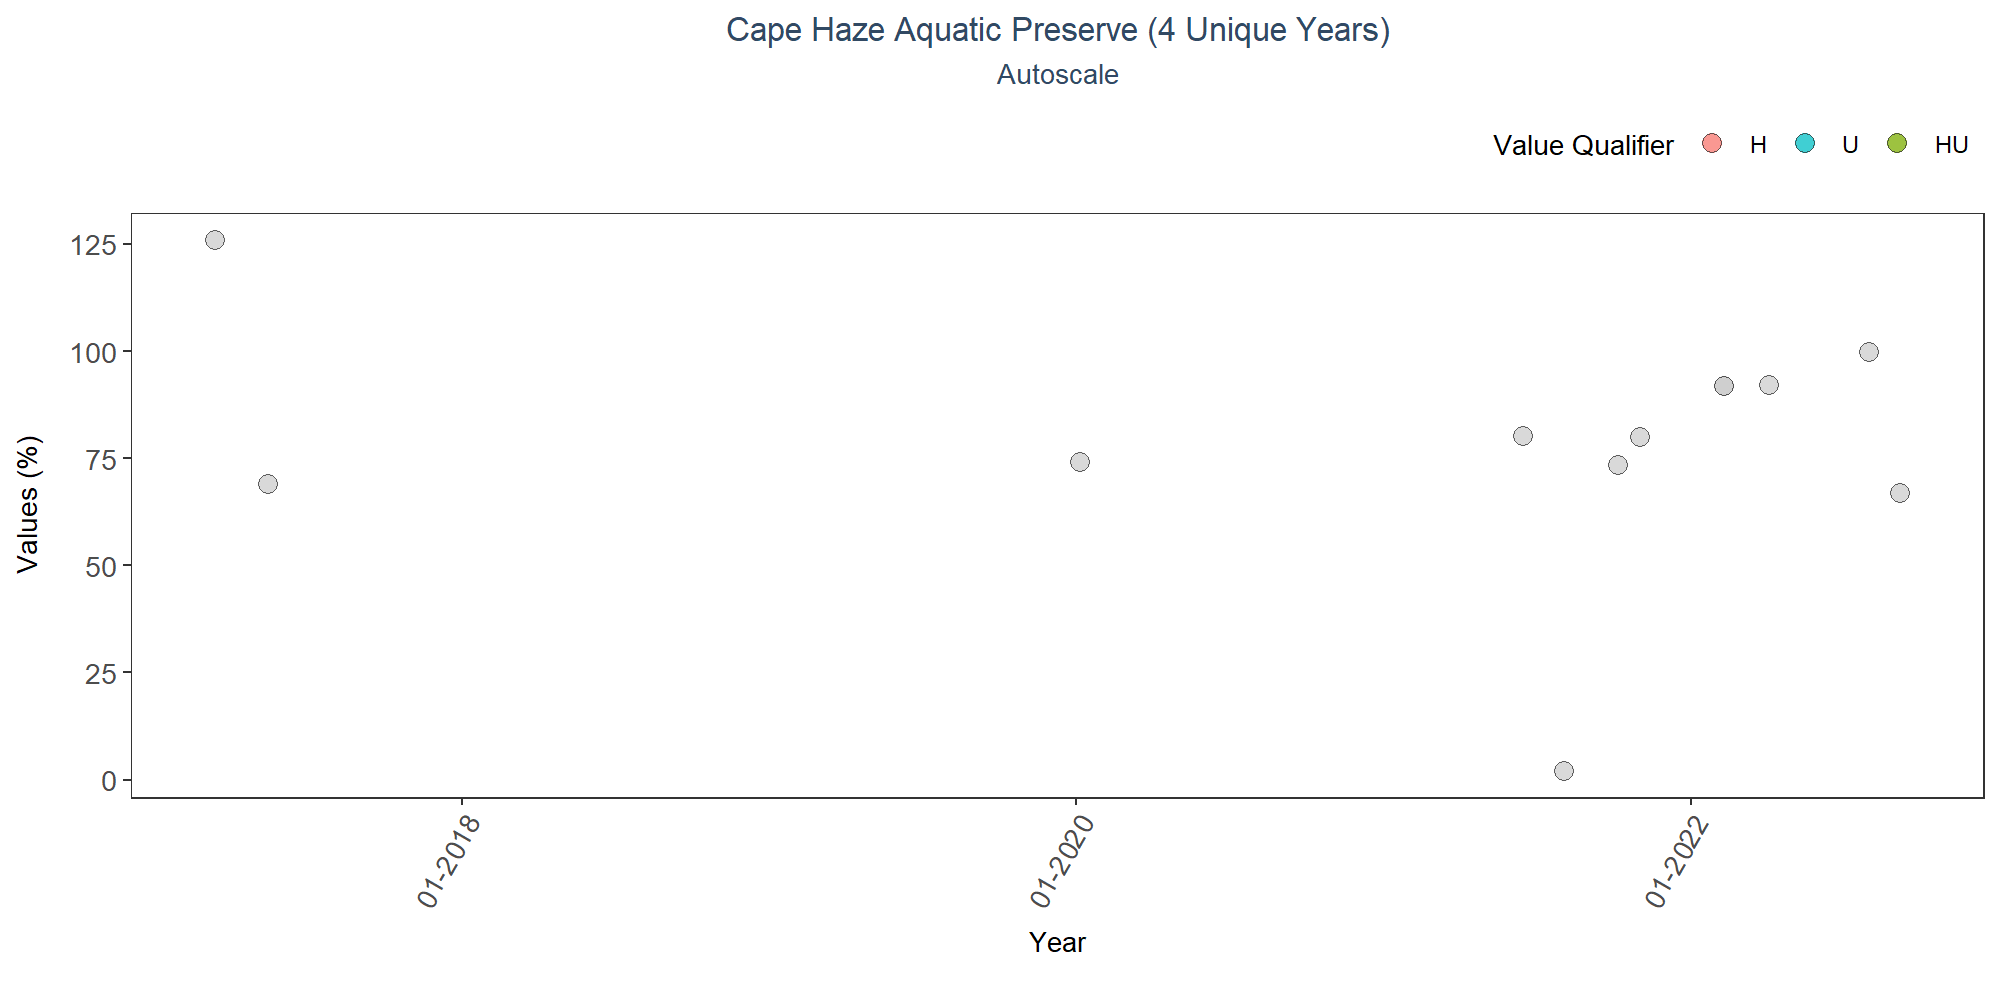 Cape Haze Aquatic Preserve (4 Unique Years)
Autoscale
Value Qualifier H U HU
125
100
75
50
25
0
Values (%)
01-2018
01-2020
01-2022
Year